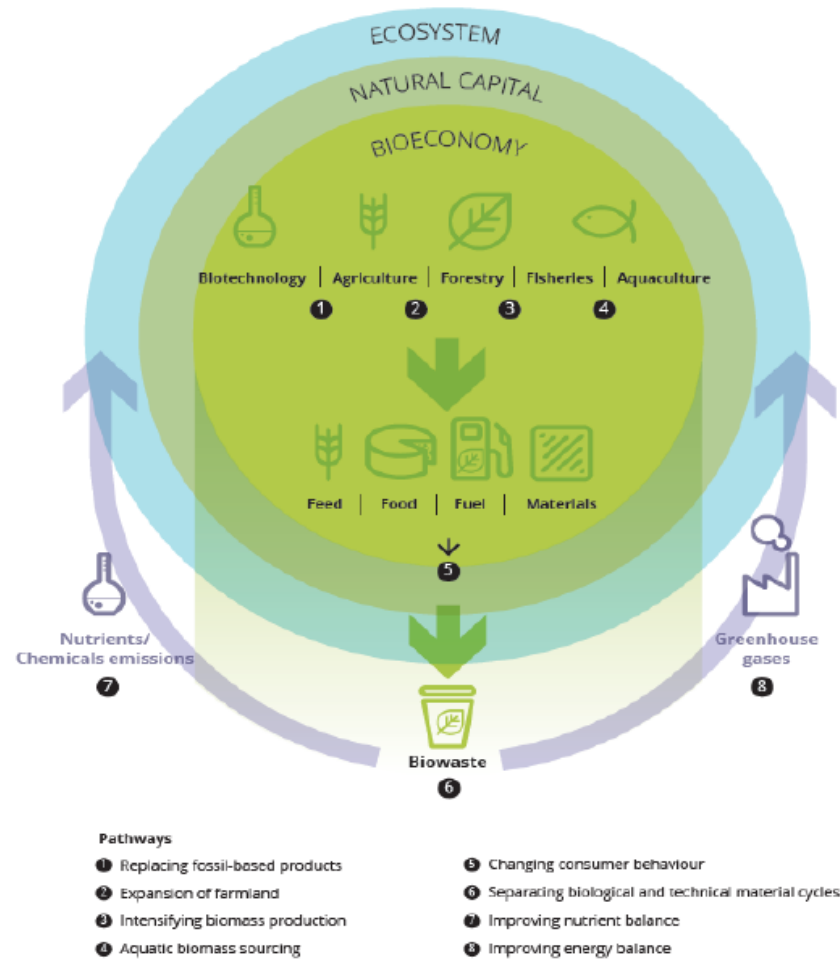 ECOSYSTEM
NATURAL CAPITAL
BIOECONOMY
Biotechnology | Agriculture | Forestry | Fisheries | Aquaculture
1 2 3 4
Feed | Food | Fuel | Materials
5
Nutrients/
Chemicals emissions
7
Greenhouse
gases
8
Biowaste
6
Pathways
1 Replacing fossil-based products
2 Expansion of farmland
3 Intensifying biomass production
4 Aquatic biomass sourcing
5 Changing consumer behaviour
6 Separating biological and technical material cycles
7 Improving nutrient balance
8 Improving energy balance